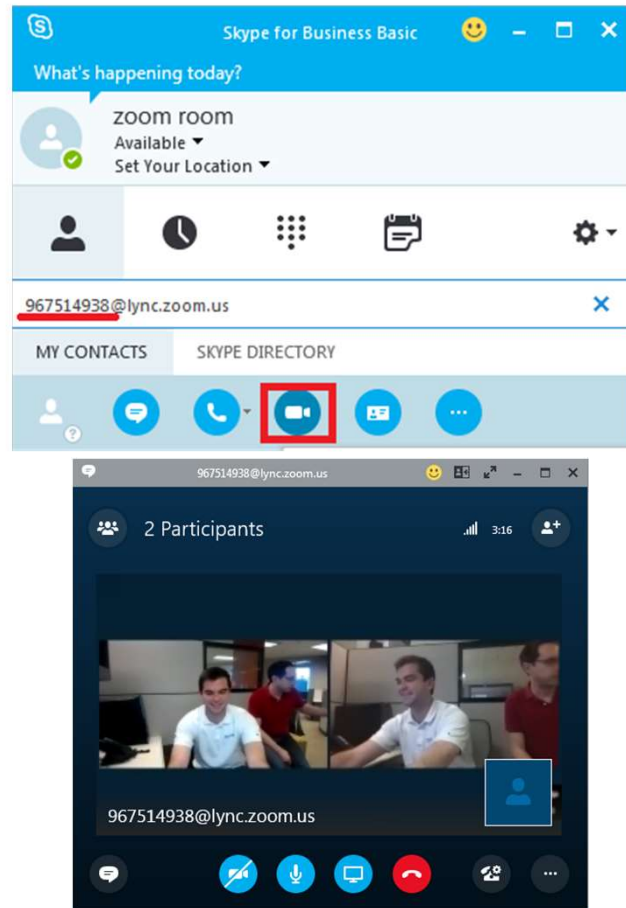 Skype for Business Basic
What's happening today?
zoom room
Available
Set Your Location
967514938@lync.zoom.us
MY CONTACTS SKYPE DIRECTORY
967514938@lync.zoom.us
2 Participants 3:16
967514938@lync.zoom.us